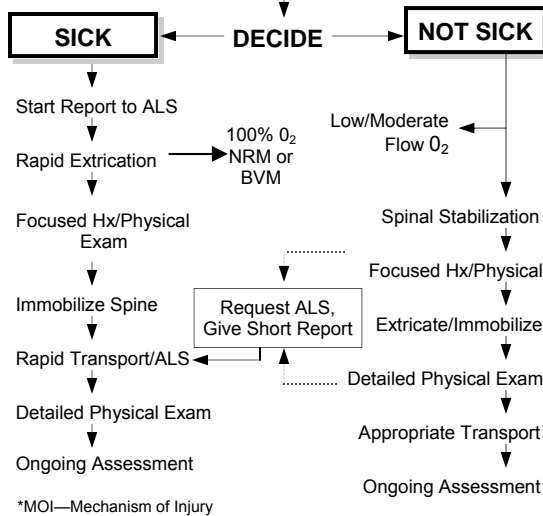 SICK
DECIDE
NOT SICK
Start Report to ALS
Rapid Extrication
100% 0₂
NRM or
BVM
Focused Hx/Physical
Exam
Immobilize Spine
Rapid Transport/ALS
Detailed Physical Exam
Ongoing Assessment
Low/Moderate
Flow 0₂
Spinal Stabilization
Focused Hx/Physical
Request ALS,
Give Short Report
Extricate/Immobilize
Detailed Physical Exam
Appropriate Transport
Ongoing Assessment
*MOI—Mechanism of Injury